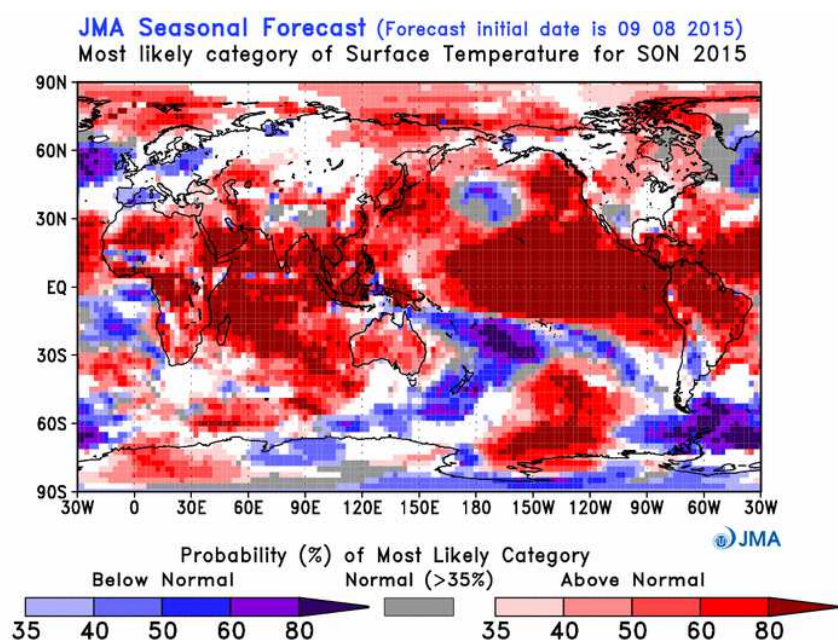 JMA Seasonal Forecast (Forecast initial date is 09 08 2015)
Most likely category of Surface Temperature for SON 2015
90N
60N
30N
EQ
30S
60S
90S
30W 0 30E 60E 90E 120E 150E 180 150W 120W 90W 60W 30W
JMA
Probability (%) of Most Likely Category
Below Normal Normal (>35%) Above Normal
35 40 50 60 80 35 40 50 60 80